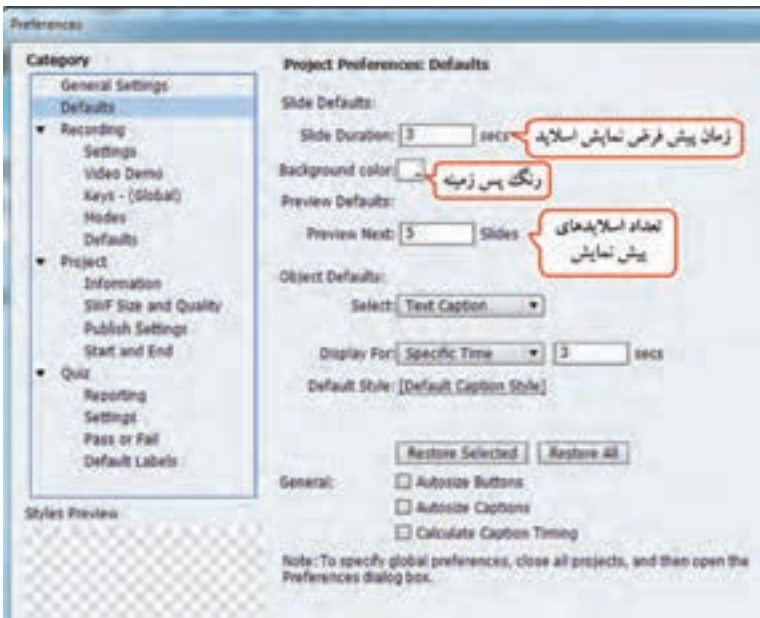 Preferences
Category
General Settings
Defaults
Recording
Settings
Video Demo
Keys - (Global)
Modes
Defaults
Project
Information
SWF Size and Quality
Publish Settings
Start and End
Quiz
Reporting
Settings
Pass or Fail
Default Labels
Styles Preview
Project Preferences: Defaults
Slide Defaults:
Slide Duration: 3 secs
زمان پیش فرض نمایش اسلاید
Background color:
رنگ پس زمینه
Preview Defaults:
Preview Next: 5 Slides
تعداد اسلایدهای
پیش نمایش
Object Defaults:
Select: Text Caption
Display For: Specific Time 3 secs
Default Style: [Default Caption Style]
Restore Selected Restore All
General: Autosize Buttons
Autosize Captions
Calculate Caption Timing
Note: To specify global preferences, close all projects, and then open the
Preferences dialog box.